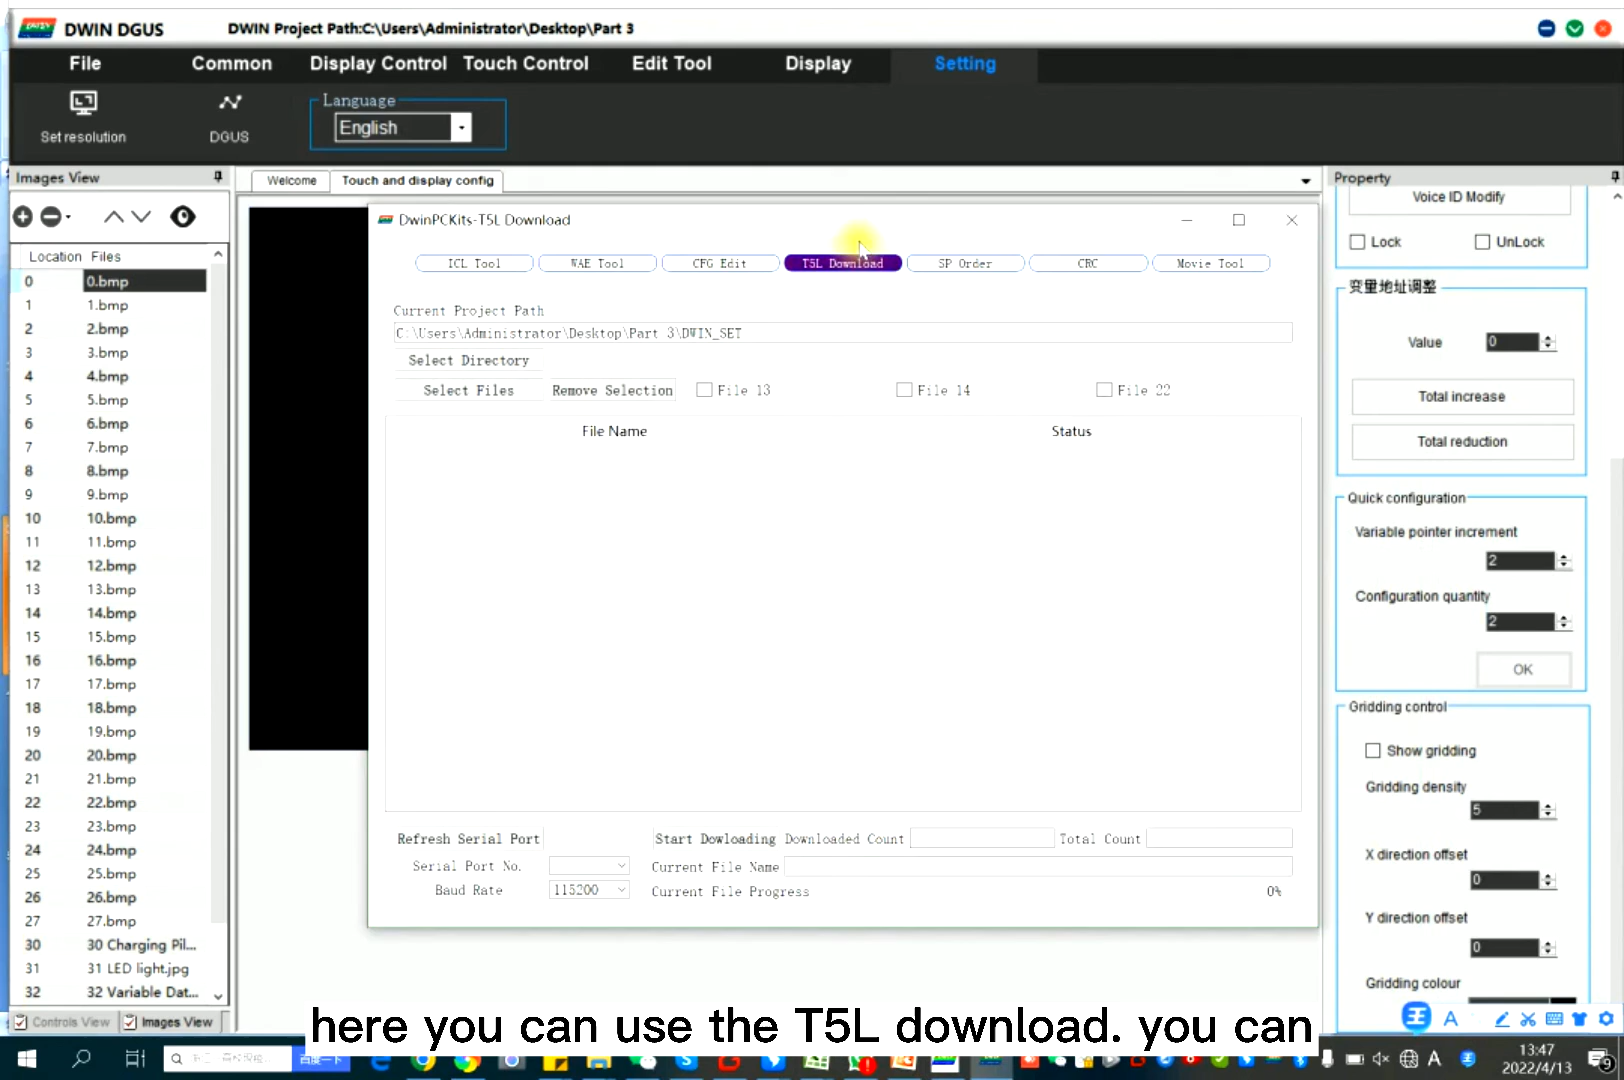 DWIN DGUS
DWIN Project Path:C:\Users\Administrator\Desktop\Part 3
File
Common
Display Control
Touch Control
Edit Tool
Display
Setting
Set resolution
DGUS
Language
English
Images View
Welcome
Touch and display config
Property
Location Files
0 0.bmp
1 1.bmp
2 2.bmp
3 3.bmp
4 4.bmp
5 5.bmp
6 6.bmp
7 7.bmp
8 8.bmp
9 9.bmp
10 10.bmp
11 11.bmp
12 12.bmp
13 13.bmp
14 14.bmp
15 15.bmp
16 16.bmp
17 17.bmp
18 18.bmp
19 19.bmp
20 20.bmp
21 21.bmp
22 22.bmp
23 23.bmp
24 24.bmp
25 25.bmp
26 26.bmp
27 27.bmp
30 30 Charging Pil...
31 31 LED light.jpg
32 32 Variable Dat...
Controls View
Images View
DwinPCKits-T5L Download
ICL Tool
WAE Tool
CFG Edit
T5L Download
SP Order
CRC
Movie Tool
Current Project Path
C:\Users\Administrator\Desktop\Part 3\DWIN_SET
Select Directory
Select Files
Remove Selection
File 13
File 14
File 22
File Name
Status
Refresh Serial Port
Start Dowloading
Downloaded Count
Total Count
Serial Port No.
Current File Name
Baud Rate
115200
Current File Progress
0%
Voice ID Modify
Lock
UnLock
变量地址调整
Value
0
Total increase
Total reduction
Quick configuration
Variable pointer increment
2
Configuration quantity
2
OK
Gridding control
Show gridding
Gridding density
5
X direction offset
0
Y direction offset
0
Gridding colour
here you can use the T5L download. you can
百度一下
A
A
13:47
2022/4/13
9